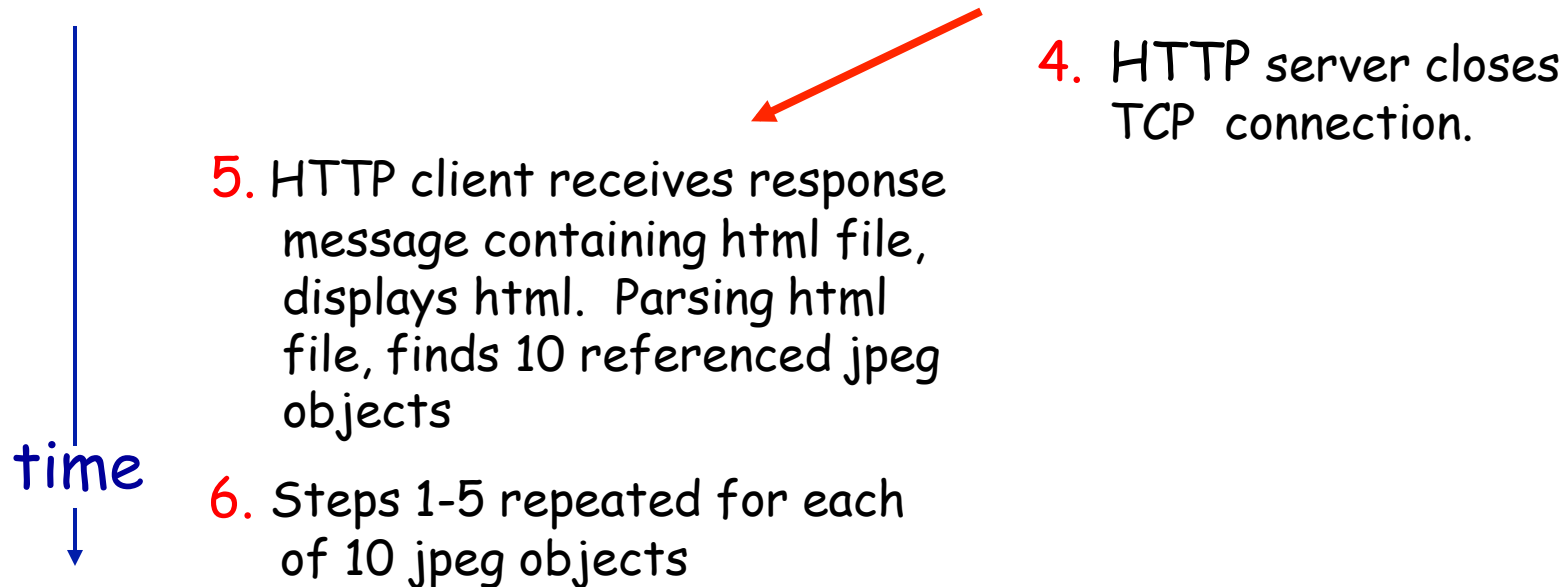 4. HTTP server closes
TCP connection.
5. HTTP client receives response
message containing html file,
displays html. Parsing html
file, finds 10 referenced jpeg
objects
time
6. Steps 1-5 repeated for each
of 10 jpeg objects